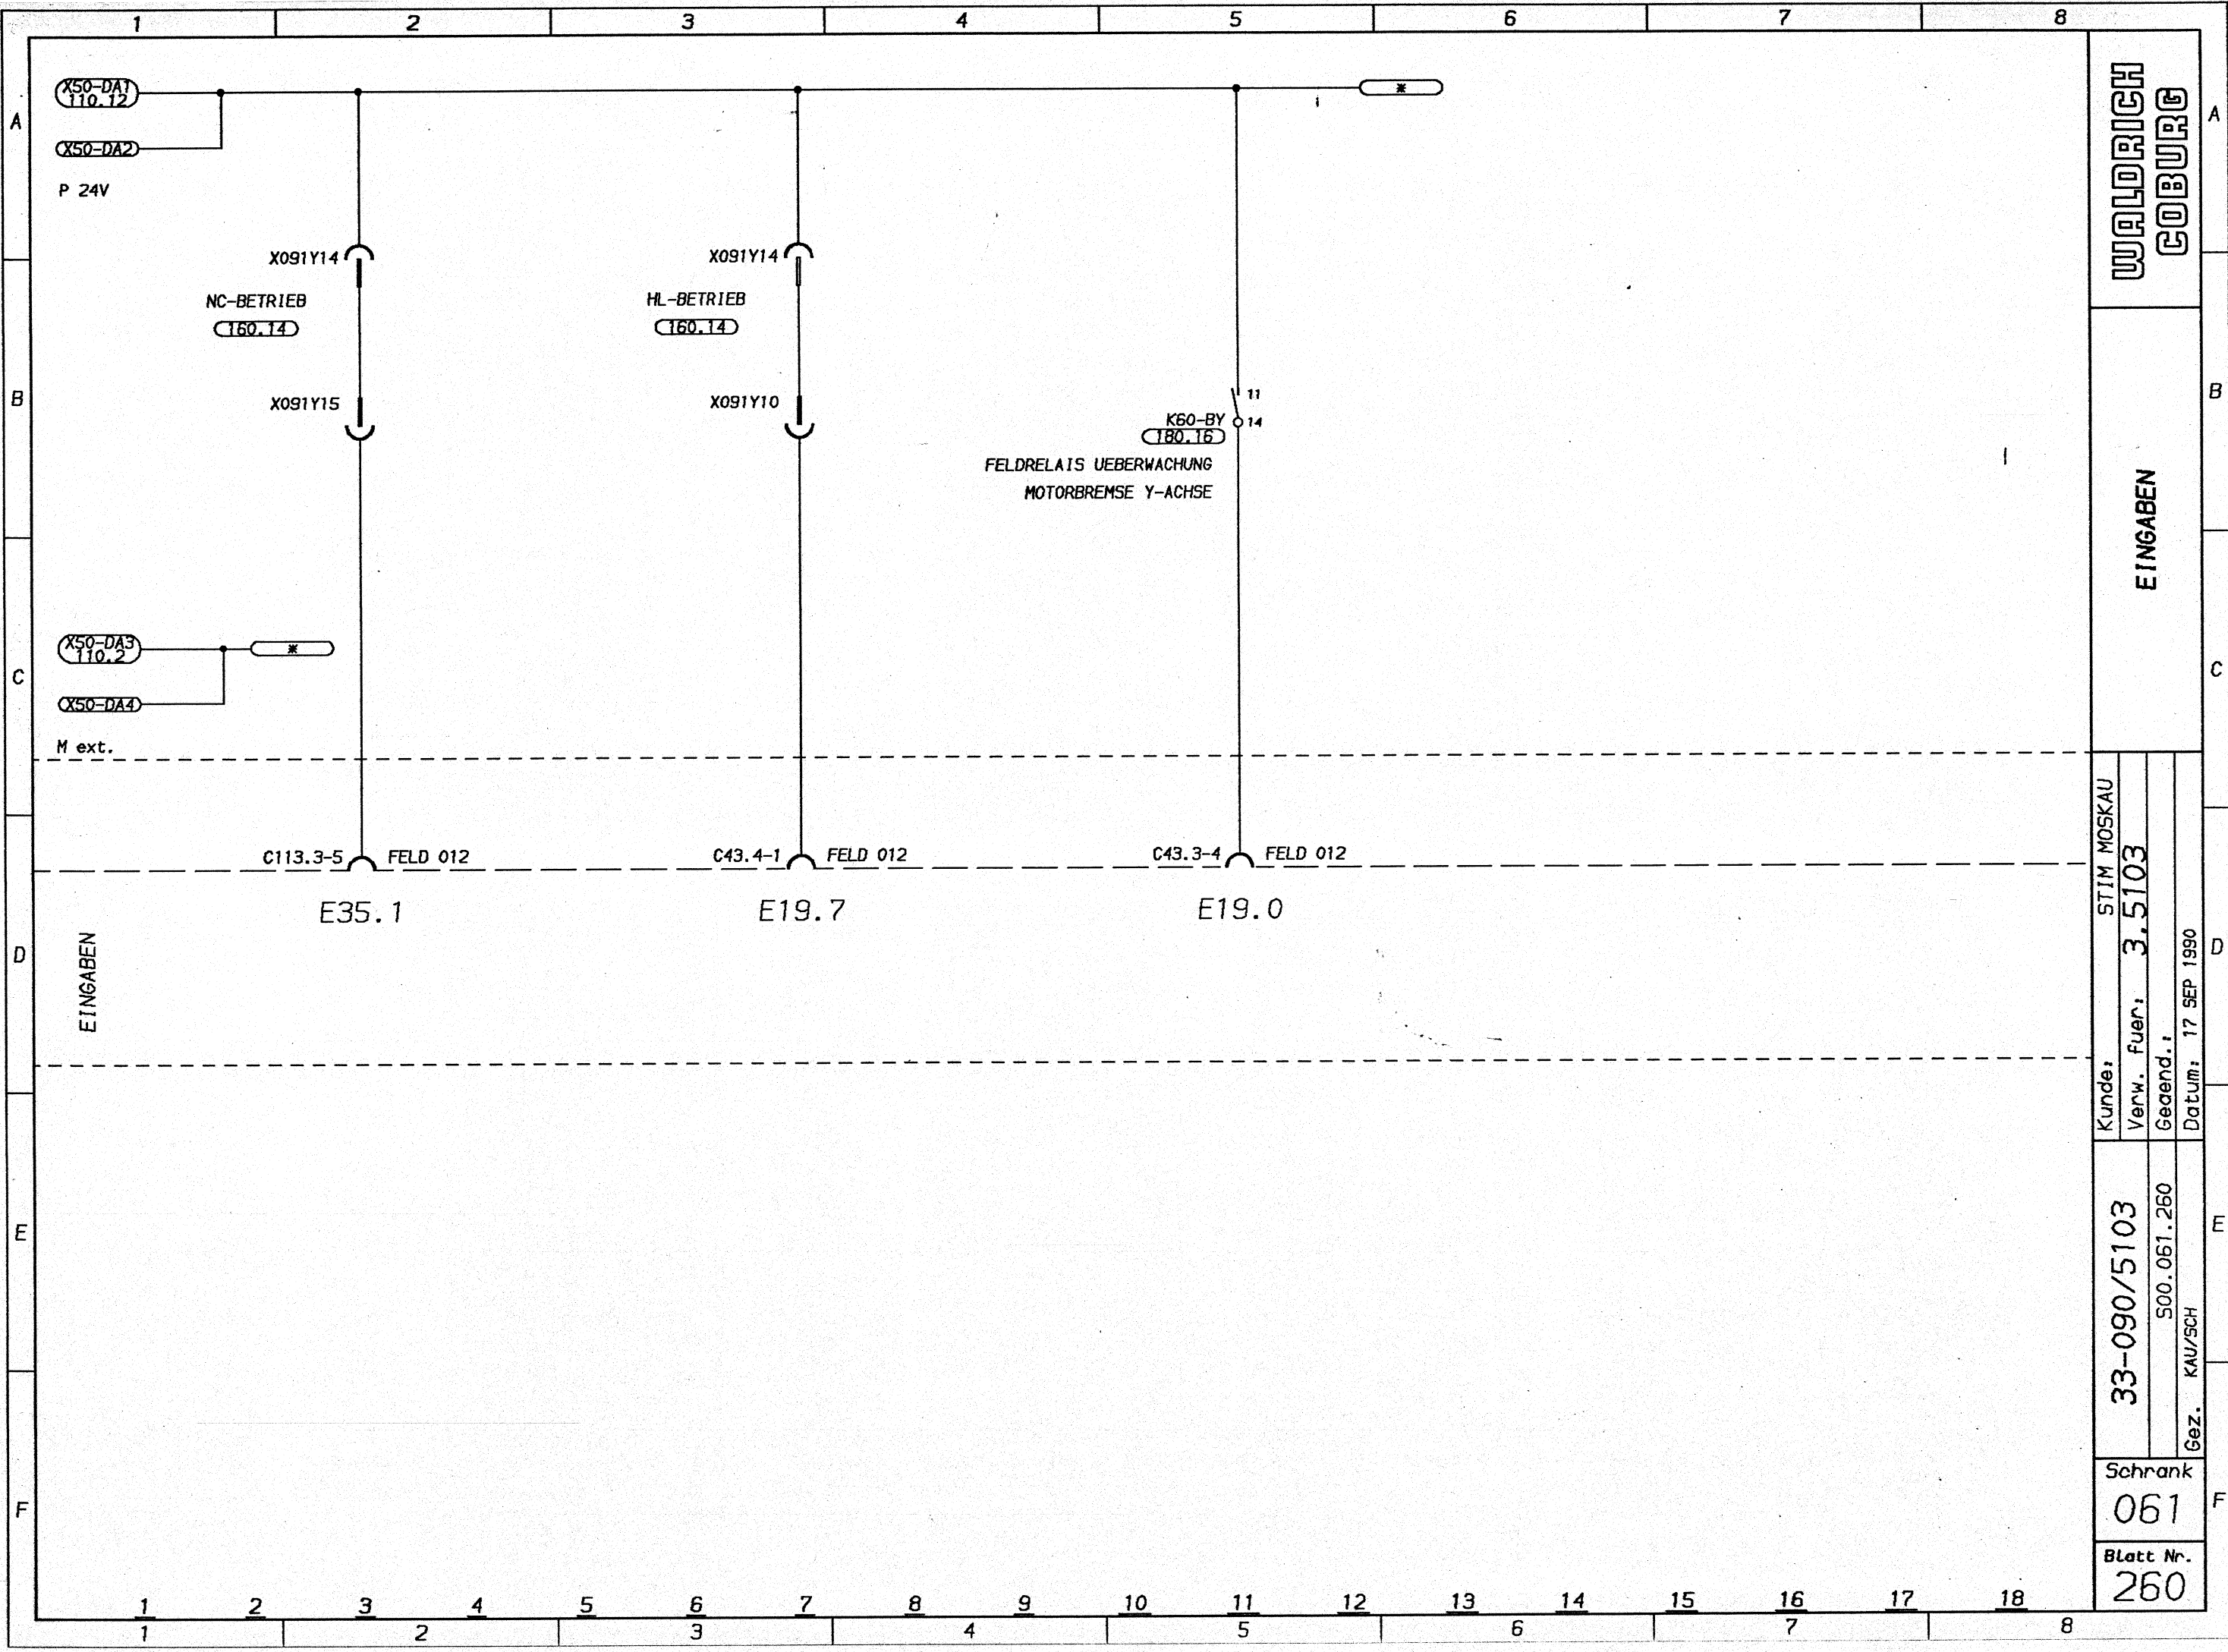 1 2 3 4 5 6 7 8
X50-DA1
110.12
*
A A
X50-DA2
P 24V
X091Y14 X091Y14
NC-BETRIEB HL-BETRIEB
160.14 160.14
B B
X091Y15 X091Y10
11
K60-BY 14
180.16
FELDRELAIS UEBERWACHUNG
MOTORBREMSE Y-ACHSE
X50-DA3
110.2
*
C C
X50-DA4
M ext.
C113.3-5 FELD 012 C43.4-1 FELD 012 C43.3-4 FELD 012
E35.1 E19.7 E19.0
D D
EINGABEN
E E
F F
1 2 3 4 5 6 7 8 9 10 11 12 13 14 15 16 17 18
1 2 3 4 5 6 7 8
WALDRICH
COBURG
EINGABEN
Kunde: STIM MOSKAU
Verw. fuer: 3.5103
Geaend.:
Datum: 17 SEP 1990
33-090/5103
S00.061.260
Gez. KAU/SCH
Schrank
061
Blatt Nr.
260